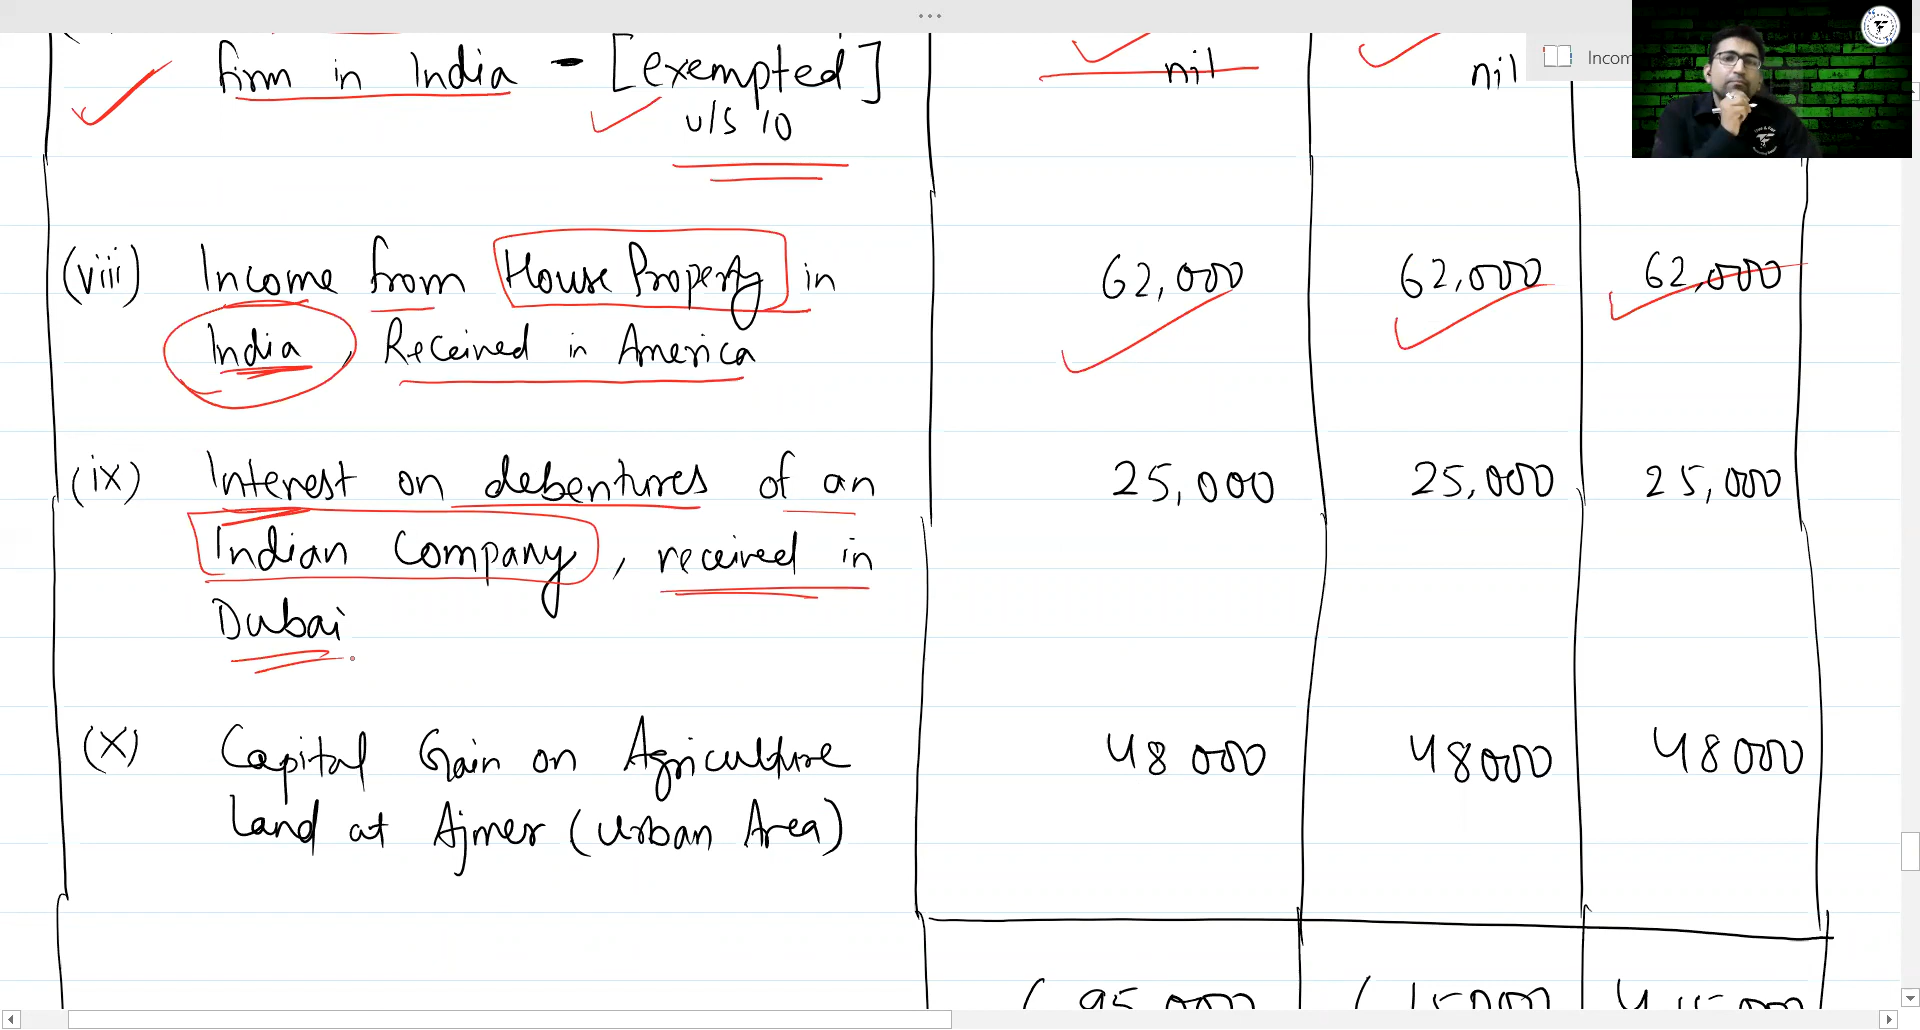 Incom
firm in India - [exempted] nil nil
u/s 10
(viii) Income from House Property in 62,000 62,000 62,000
India, Received in America
(ix) Interest on debentures of an 25,000 25,000 25,000
Indian Company, received in
Dubai
(x) Capital Gain on Agriculture 48000 48000 48000
Land at Ajmer (Urban Area)